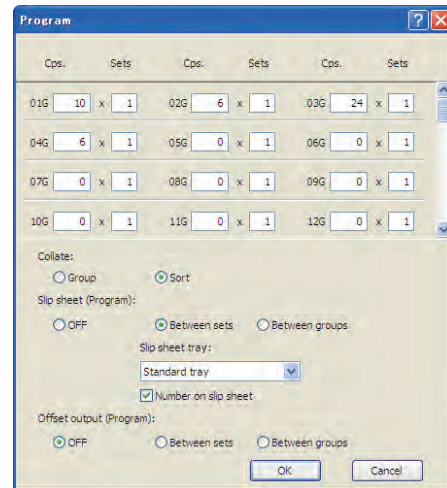 Program
Cps. Sets Cps. Sets Cps. Sets
01G 10 x 1 02G 6 x 1 03G 24 x 1
04G 6 x 1 05G 0 x 1 06G 0 x 1
07G 0 x 1 08G 0 x 1 09G 0 x 1
10G 0 x 1 11G 0 x 1 12G 0 x 1
Collate:
Group Sort
Slip sheet (Program):
OFF Between sets Between groups
Slip sheet tray:
Standard tray
Number on slip sheet
Offset output (Program):
OFF Between sets Between groups
OK Cancel